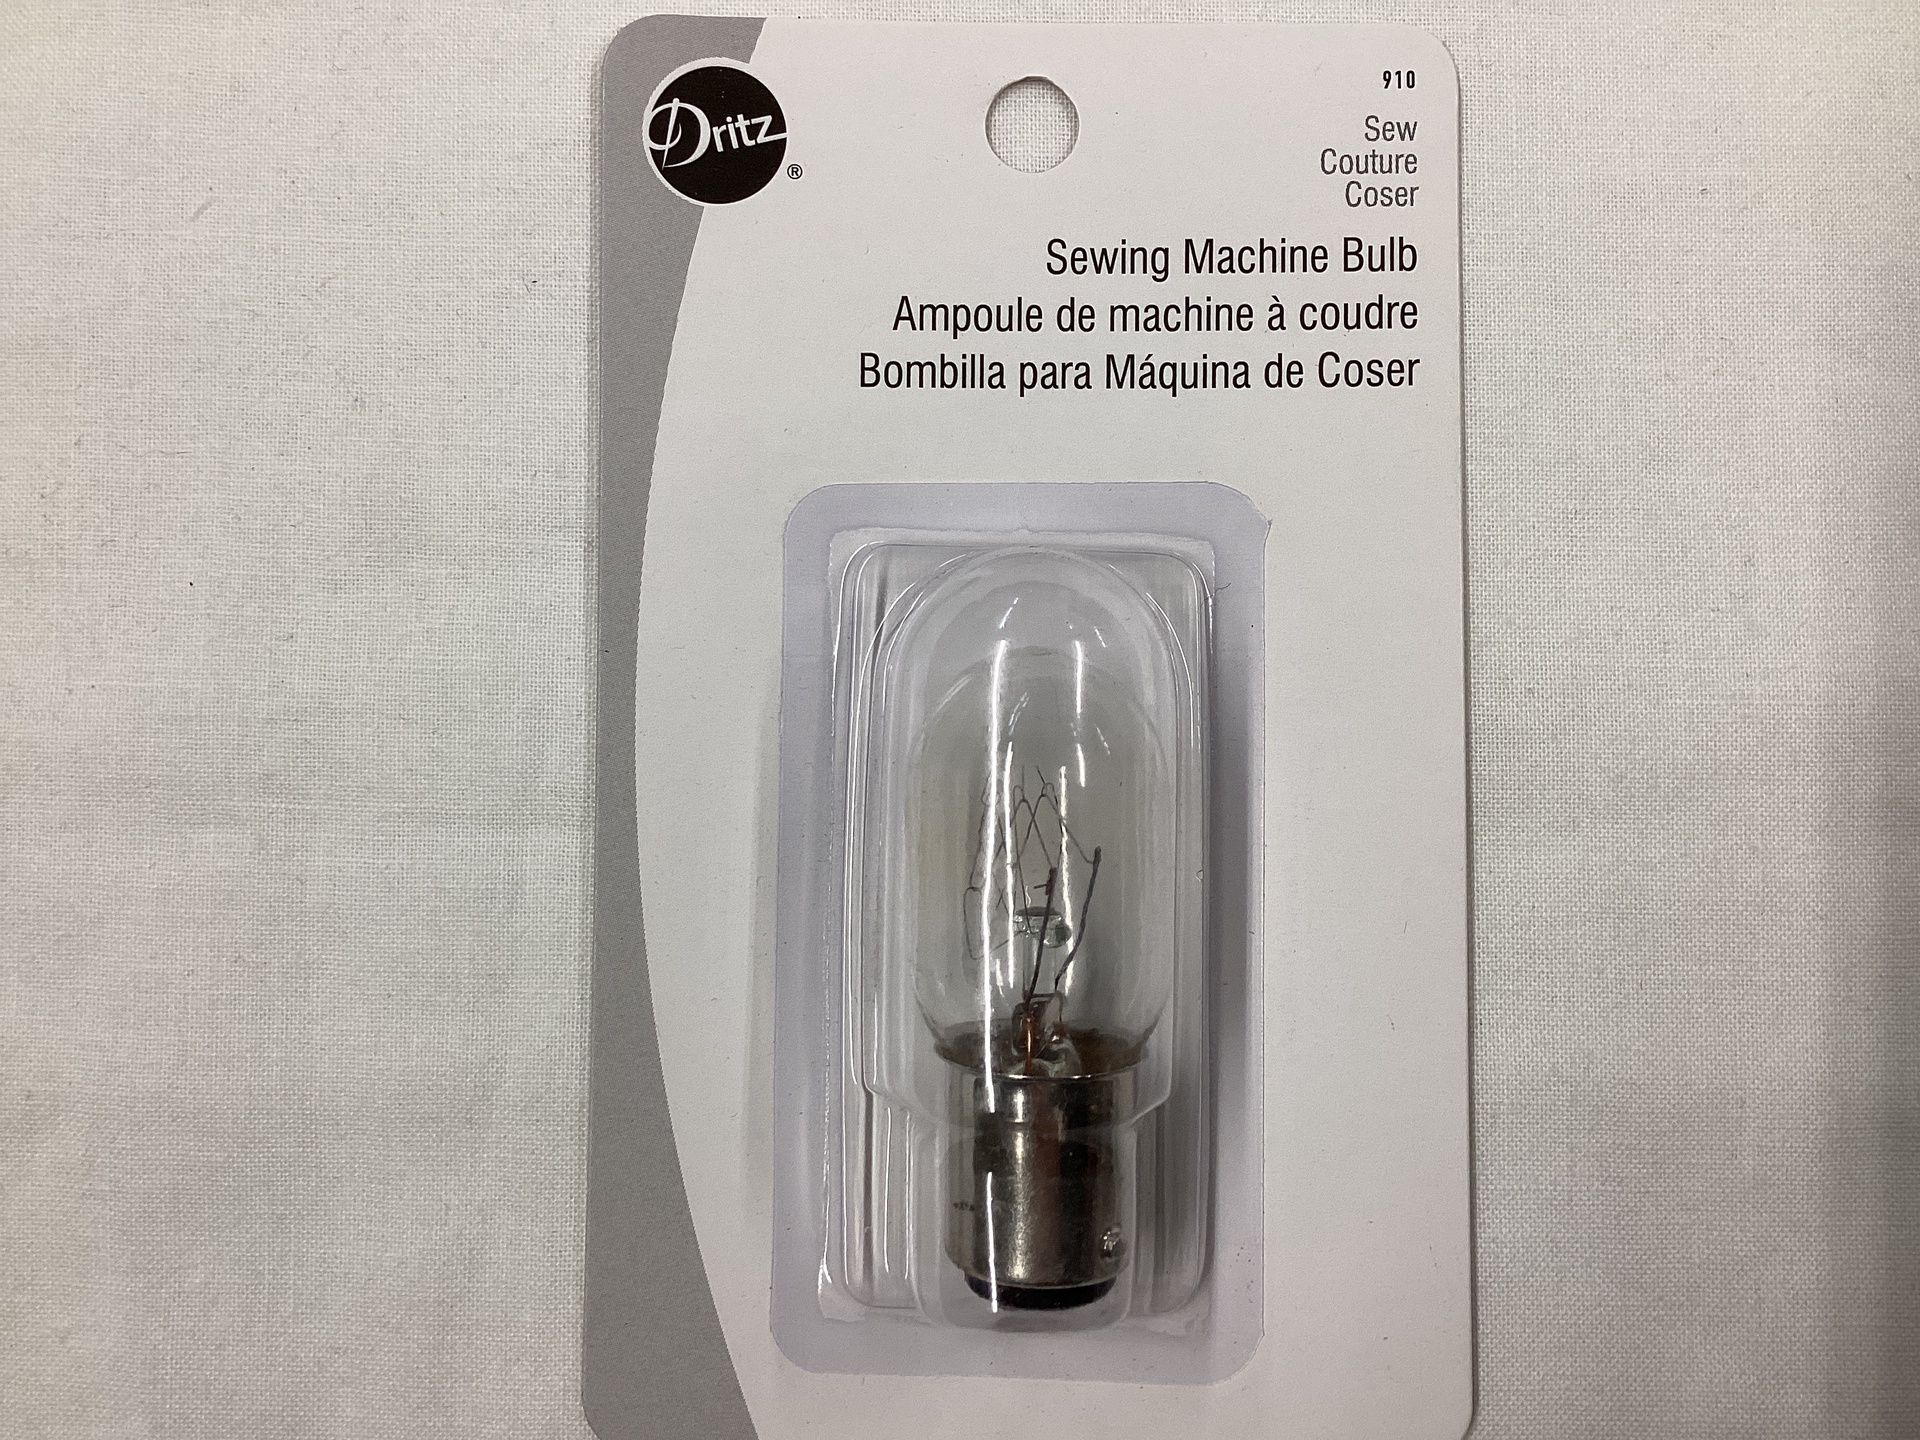 Dritz
®
910
Sew
Couture
Coser
Sewing Machine Bulb
Ampoule de machine à coudre
Bombilla para Máquina de Coser